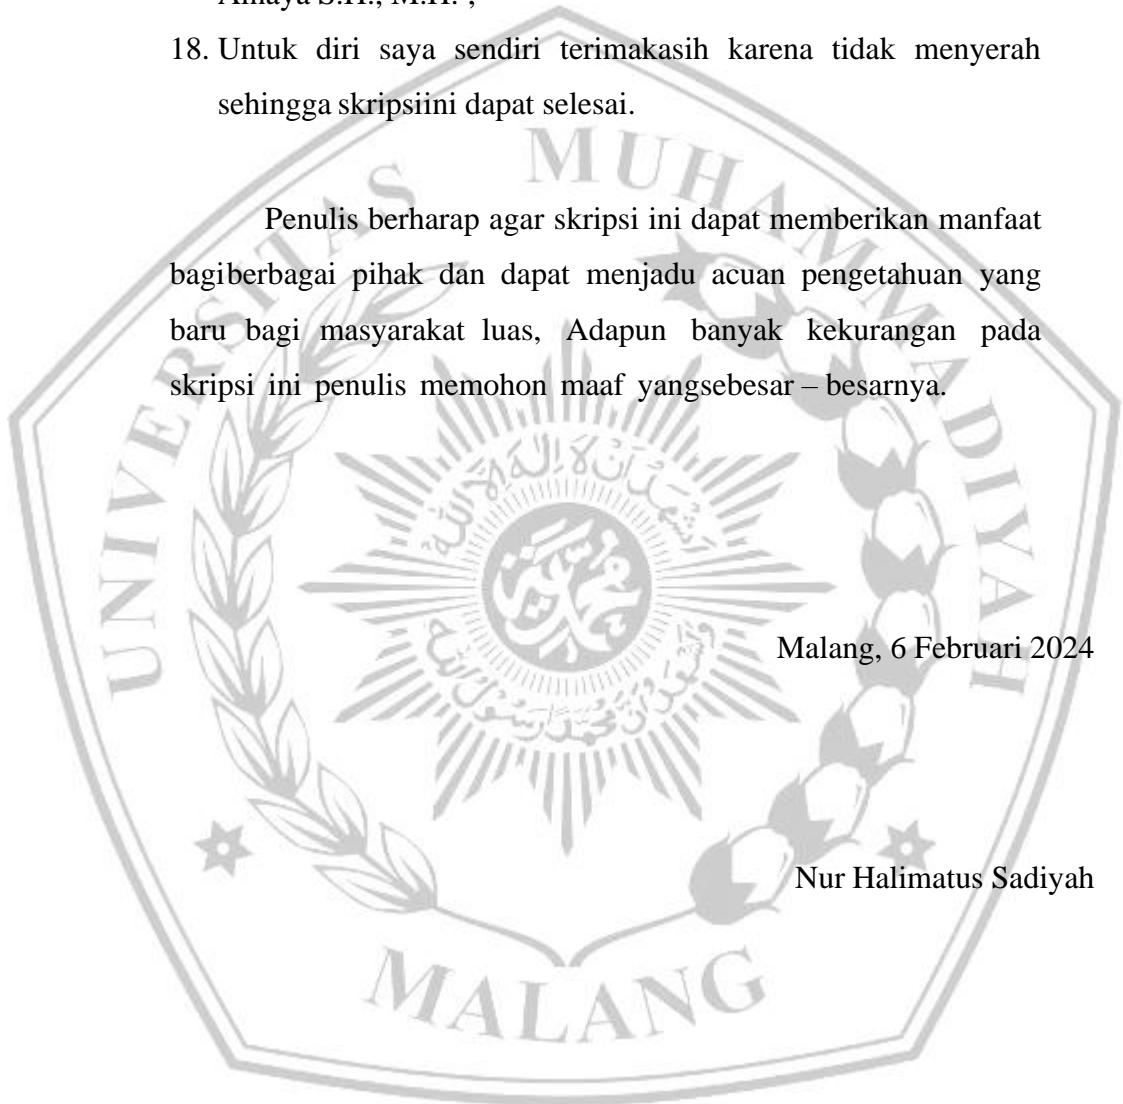 18. Untuk diri saya sendiri terimakasih karena tidak menyerah
sehingga skripsiini dapat selesai.
Penulis berharap agar skripsi ini dapat memberikan manfaat
bagiberbagai pihak dan dapat menjadu acuan pengetahuan yang
baru bagi masyarakat luas, Adapun banyak kekurangan pada
skripsi ini penulis memohon maaf yangsebesar – besarnya.
Malang, 6 Februari 2024
Nur Halimatus Sadiyah
UNIVERSITAS MUHAMMADIYAH
MALANG